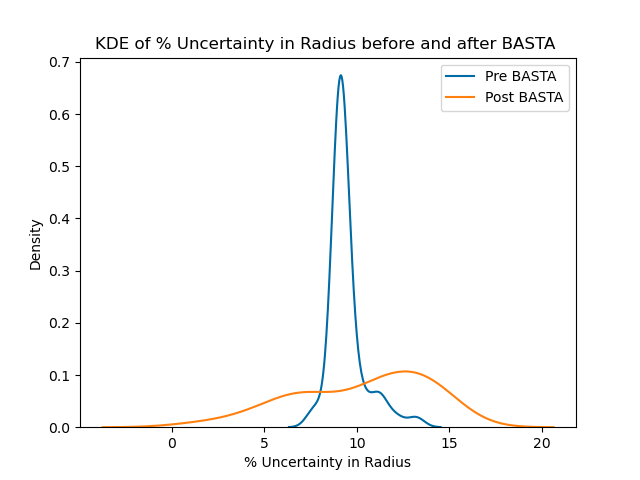 KDE of % Uncertainty in Radius before and after BASTA
Pre BASTA
Post BASTA
Density
0.7
0.6
0.5
0.4
0.3
0.2
0.1
0.0
0 5 10 15 20
% Uncertainty in Radius